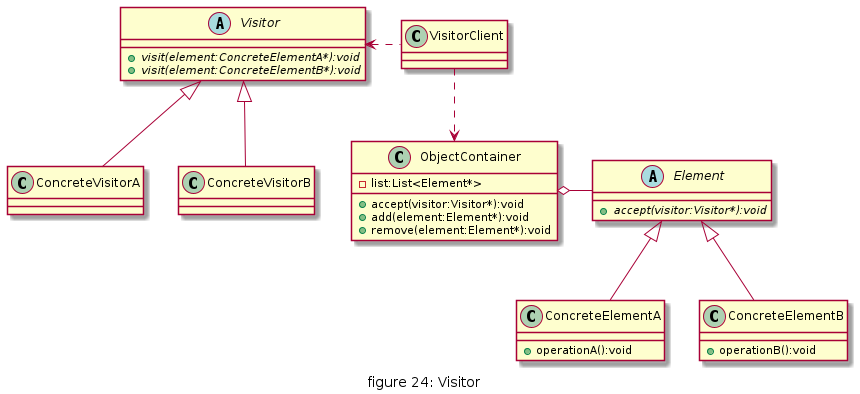 A Visitor
visit(element:ConcreteElementA*):void
visit(element:ConcreteElementB*):void
C VisitorClient
C ConcreteVisitorA
C ConcreteVisitorB
C ObjectContainer
list:List<Element*>
accept(visitor:Visitor*):void
add(element:Element*):void
remove(element:Element*):void
A Element
accept(visitor:Visitor*):void
C ConcreteElementA
operationA():void
C ConcreteElementB
operationB():void
figure 24: Visitor